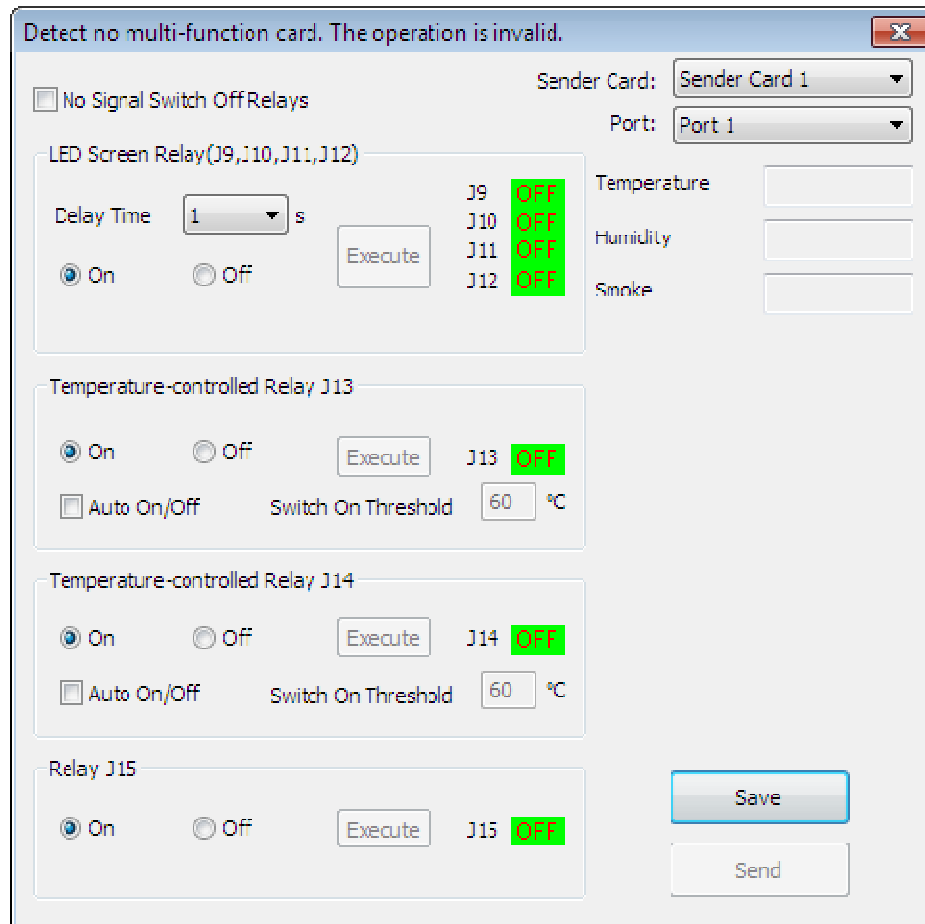 Detect no multi-function card. The operation is invalid.
Sender Card: Sender Card 1
No Signal Switch Off Relays
Port: Port 1
LED Screen Relay(J9,J10,J11,J12)
Delay Time 1 s
On Off
Execute
J9 OFF
J10 OFF
J11 OFF
J12 OFF
Temperature
Humidity
Smoke
Temperature-controlled Relay J13
On Off Execute J13 OFF
Auto On/Off Switch On Threshold 60 °C
Temperature-controlled Relay J14
On Off Execute J14 OFF
Auto On/Off Switch On Threshold 60 °C
Relay J15
On Off Execute J15 OFF
Save
Send